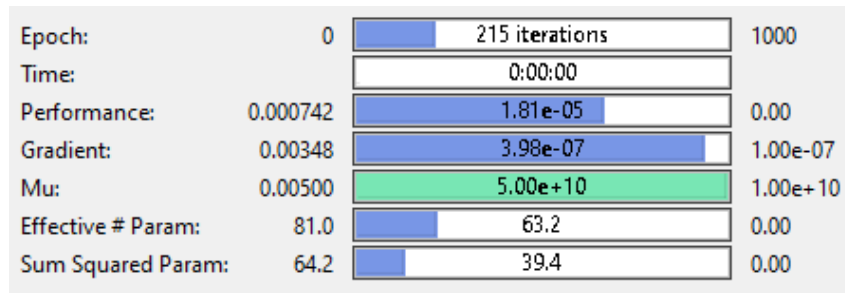 Epoch: 0 215 iterations 1000
Time: 0:00:00
Performance: 0.000742 1.81e-05 0.00
Gradient: 0.00348 3.98e-07 1.00e-07
Mu: 0.00500 5.00e+10 1.00e+10
Effective # Param: 81.0 63.2 0.00
Sum Squared Param: 64.2 39.4 0.00